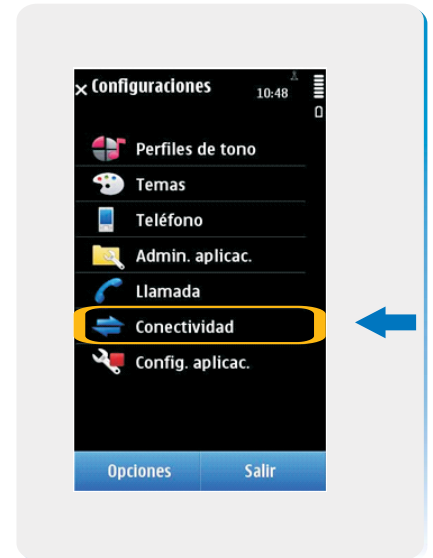 Configuraciones
10:48
Perfiles de tono
Temas
Teléfono
Admin. aplicac.
Llamada
Conectividad
Config. aplicac.
Opciones Salir